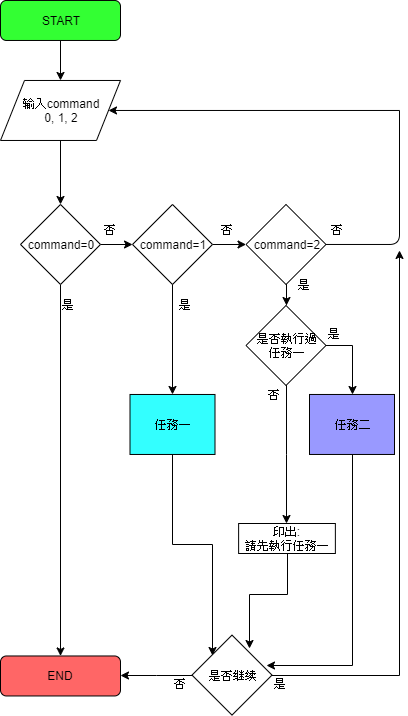 START
输入command
0, 1, 2
command=0
否
command=1
否
command=2
否
是
是
是
是否執行過
任務一
是
否
任務一
任務二
印出:
請先執行任務一
是否继续
否
是
END